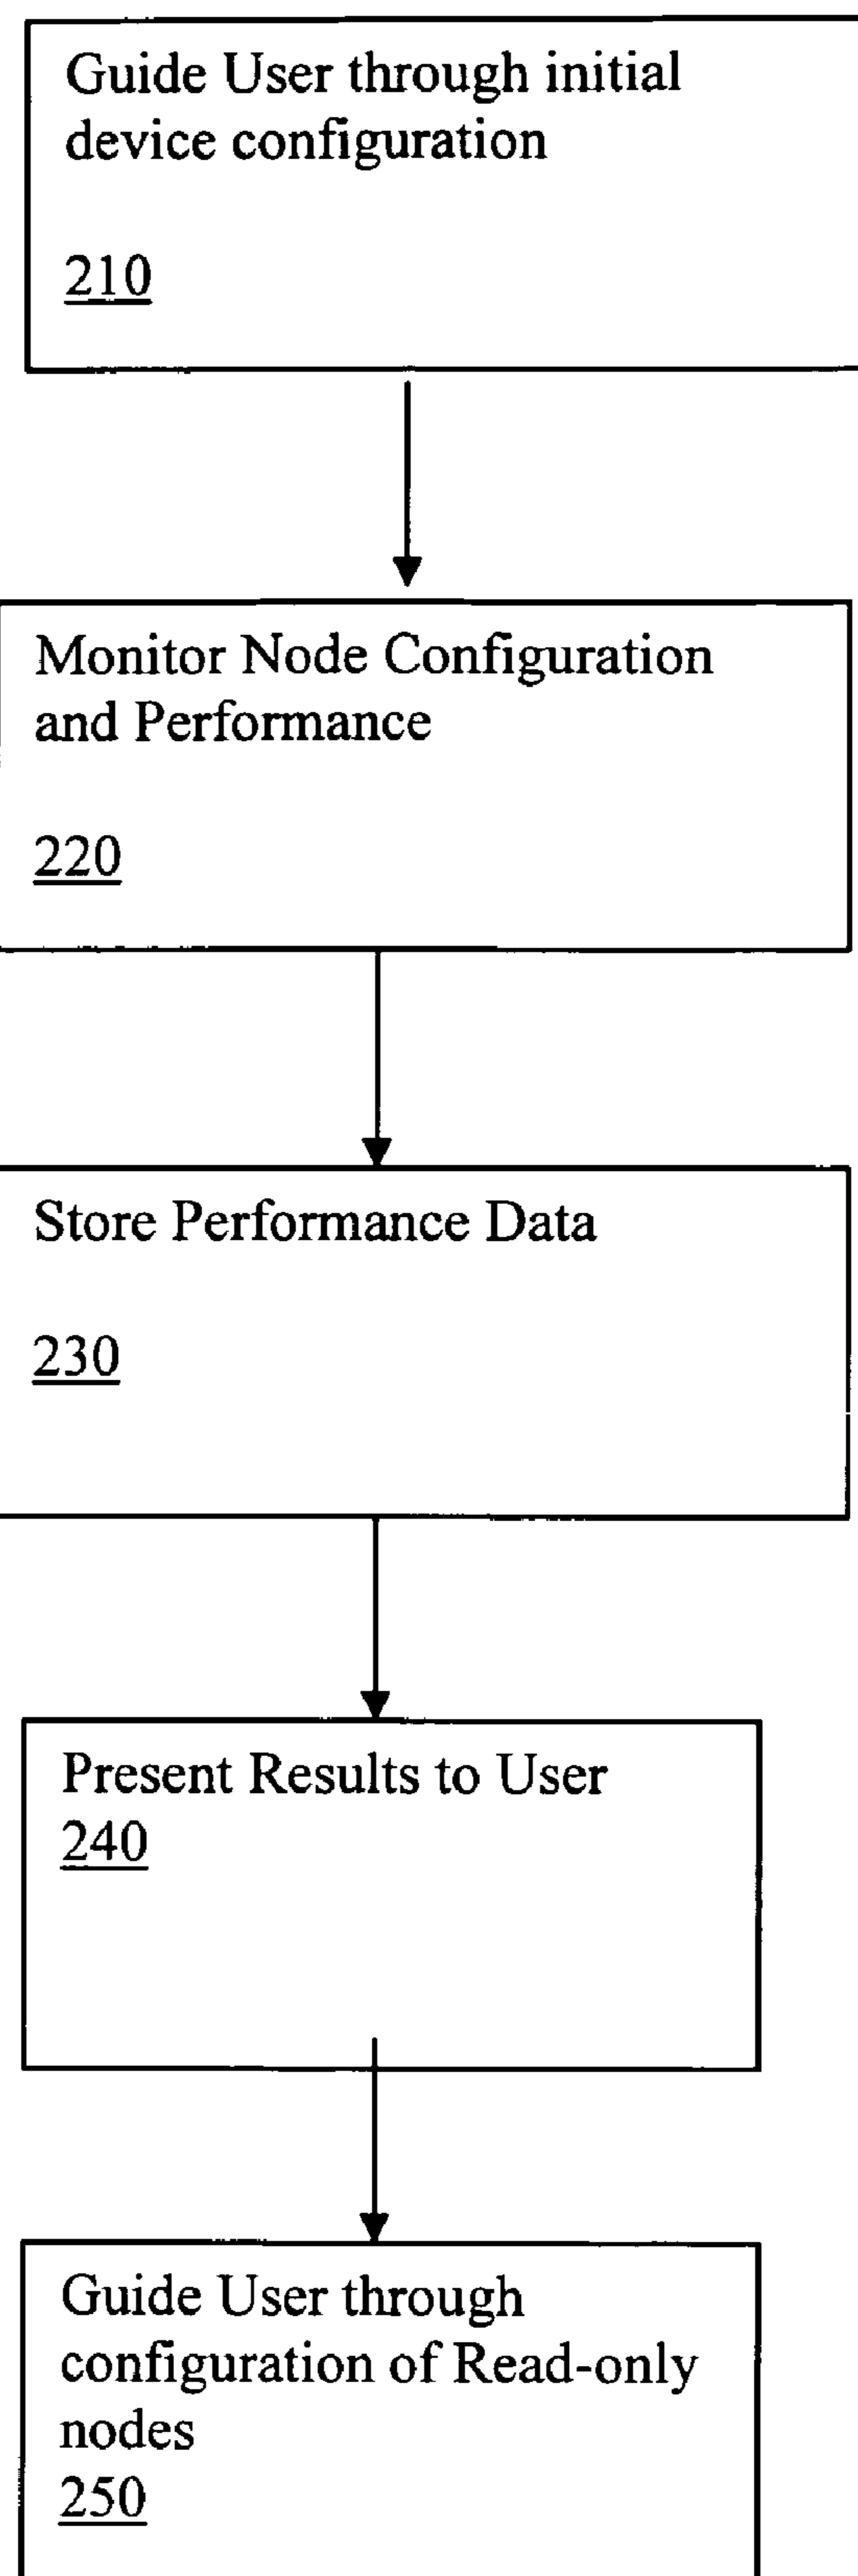 Guide User through initial
device configuration
210
Monitor Node Configuration
and Performance
220
Store Performance Data
230
Present Results to User
240
Guide User through
configuration of Read-only
nodes
250